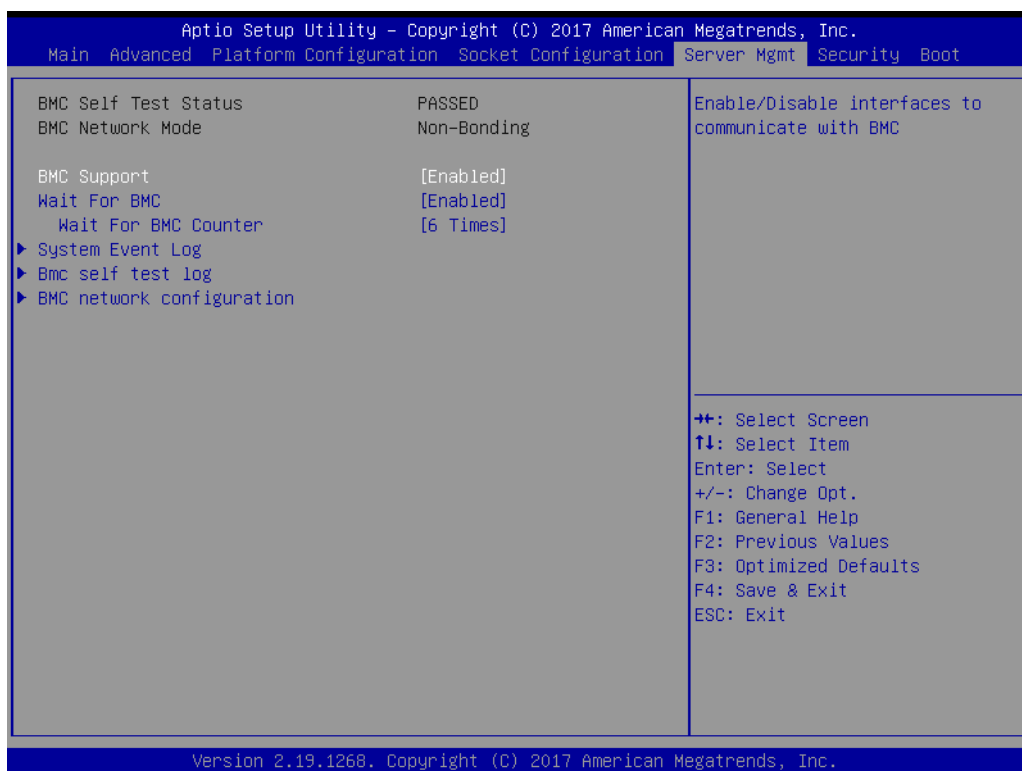 Aptio Setup Utility – Copyright (C) 2017 American Megatrends, Inc.
Main Advanced Platform Configuration Socket Configuration Server Mgmt Security Boot
BMC Self Test Status PASSED
BMC Network Mode Non-Bonding
BMC Support [Enabled]
Wait For BMC [Enabled]
Wait For BMC Counter [6 Times]
System Event Log
Bmc self test log
BMC network configuration
Enable/Disable interfaces to
communicate with BMC
→←: Select Screen
↑↓: Select Item
Enter: Select
+/-: Change Opt.
F1: General Help
F2: Previous Values
F3: Optimized Defaults
F4: Save & Exit
ESC: Exit
Version 2.19.1268. Copyright (C) 2017 American Megatrends, Inc.